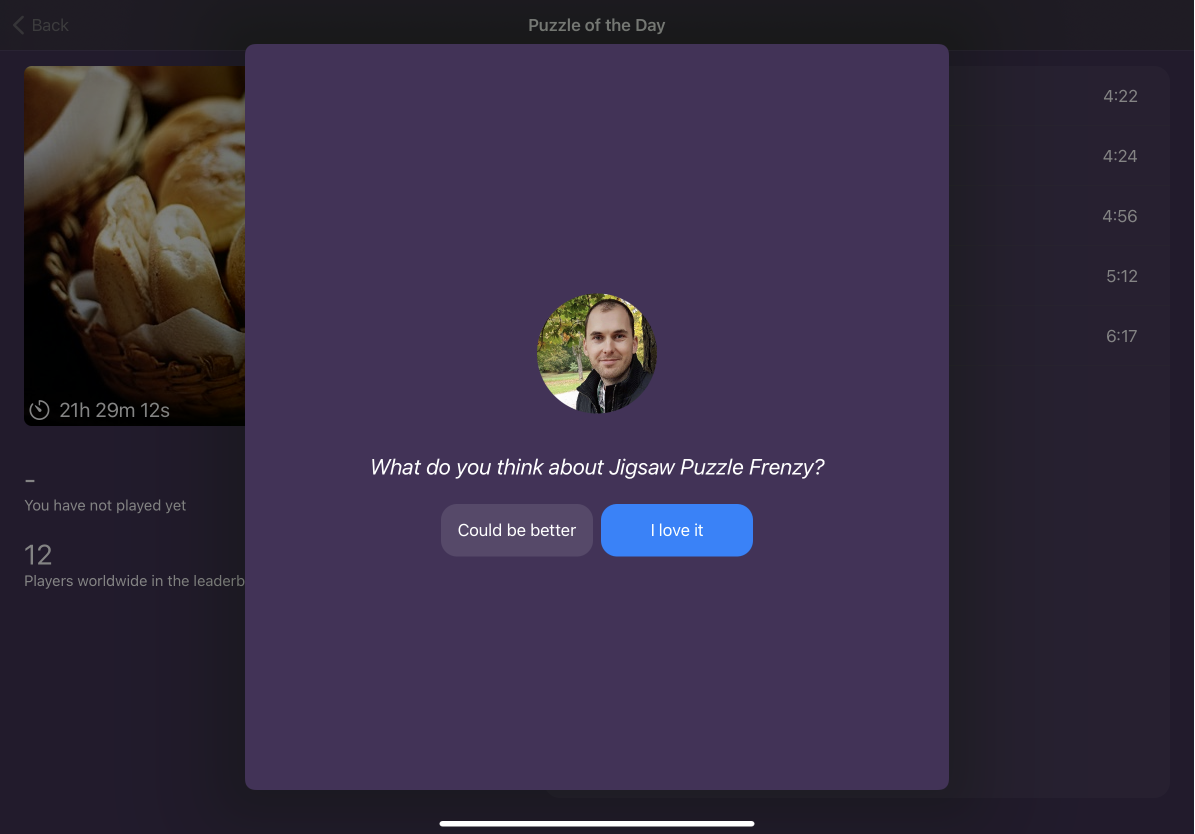 Back
Puzzle of the Day
4:22
4:24
4:56
5:12
6:17
21h 29m 12s
-
You have not played yet
12
Players worldwide in the leaderb
What do you think about Jigsaw Puzzle Frenzy?
Could be better
I love it